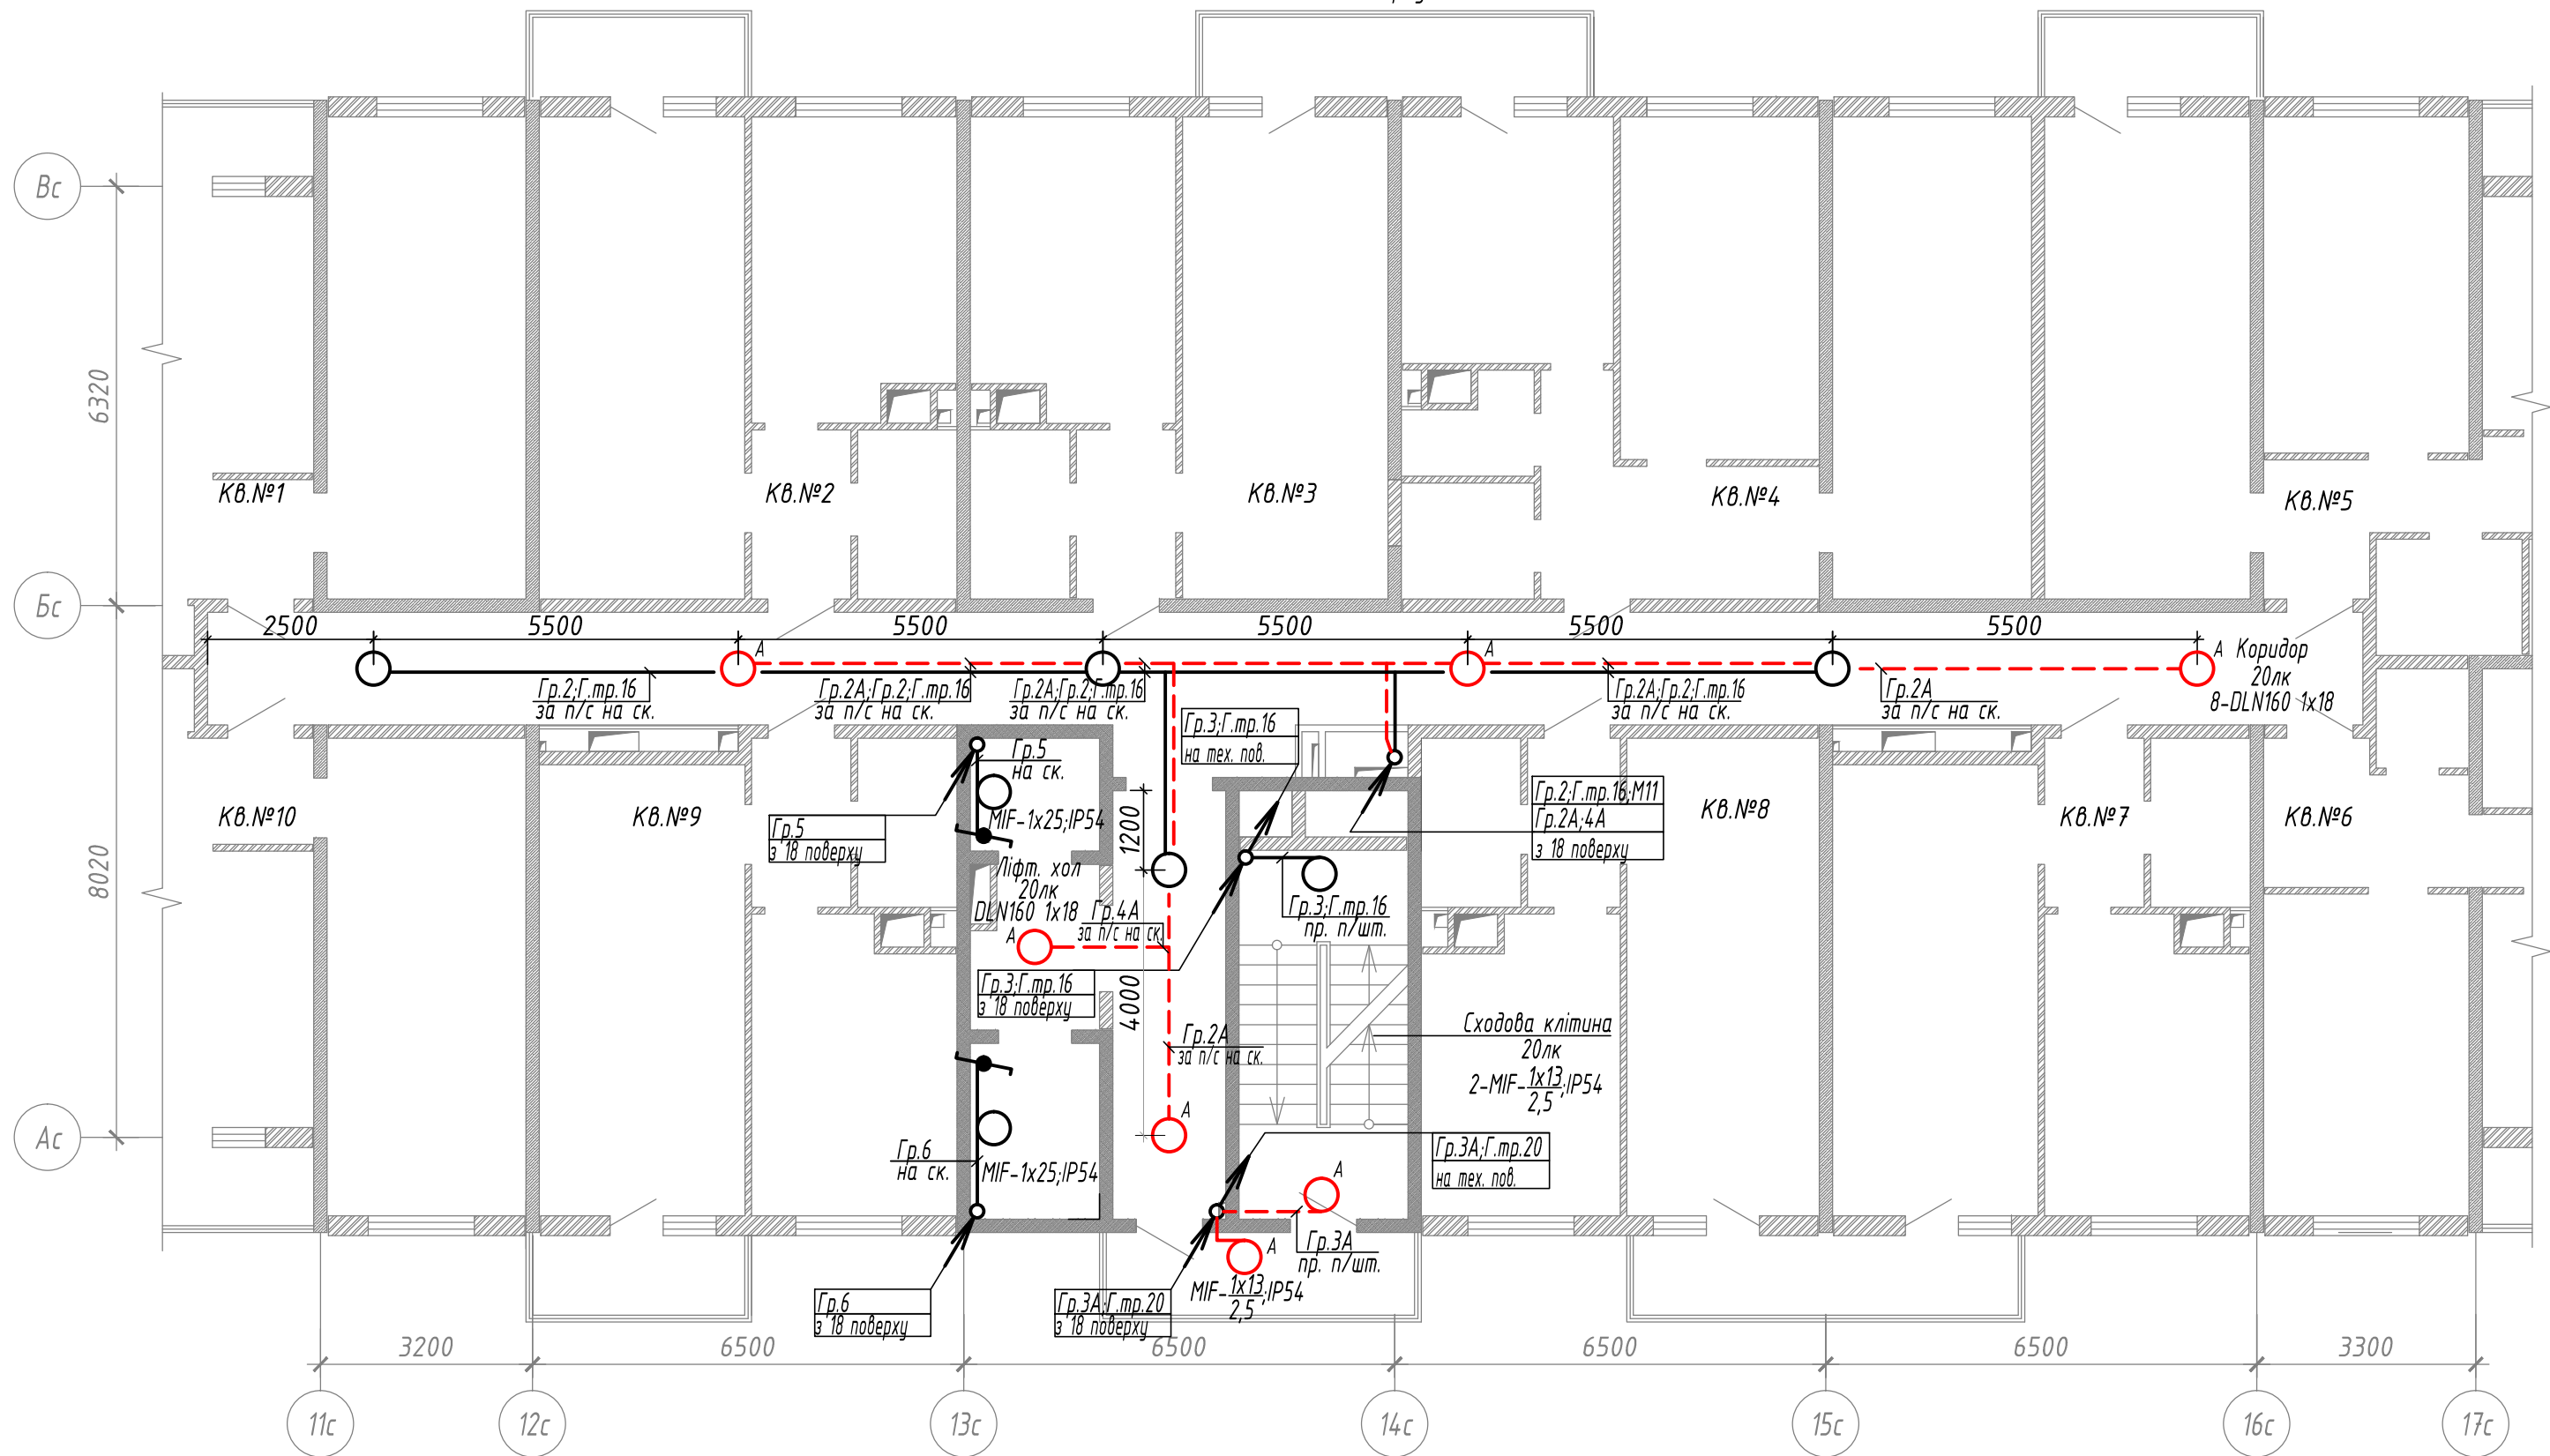 Вс
6320
Бс
8020
Ас
Кв.№1
Кв.№2
Кв.№3
Кв.№4
Кв.№5
2500
5500
5500
5500
5500
5500
А
А
А
Коридор
20лк
8-DLN160 1х18
Гр.2;Г.тр.16
за п/с на ск.
Гр.2А;Гр.2;Г.тр.16
за п/с на ск.
Гр.2А;Гр.2;Г.тр.16
за п/с на ск.
Гр.2А;Гр.2;Г.тр.16
за п/с на ск.
Гр.2А
за п/с на ск.
Гр.3;Г.тр.16
на тех. пов.
Гр.5
на ск.
MIF-1х25;IP54
Гр.5
з 18 поверху
1200
Гр.2;Г.тр.16;М11
Гр.2А;4А
з 18 поверху
Кв.№10
Кв.№9
Кв.№8
Кв.№7
Кв.№6
Ліфт. хол
20лк
DLN160 1х18
Гр.4А
за п/с на ск.
А
Гр.3;Г.тр.16
пр. п/шт.
Гр.3;Г.тр.16
з 18 поверху
4000
Гр.2А
за п/с на ск.
Сходова клітина
20лк
2-MIF-1х13;IP54
2,5
А
Гр.6
на ск.
MIF-1х25;IP54
Гр.3А;Г.тр.20
на тех. пов.
А
А
Гр.3А
пр. п/шт.
MIF-1х13;IP54
2,5
Гр.6
з 18 поверху
Гр.3А;Г.тр.20
з 18 поверху
3200
6500
6500
6500
6500
3300
11с
12с
13с
14с
15с
16с
17с